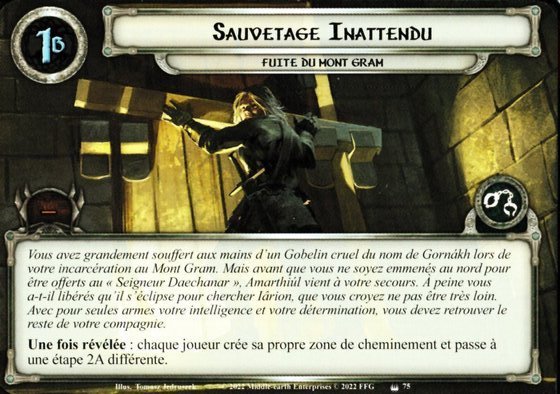 1B
Sauvetage Inattendu
Fuite du Mont Gram
Vous avez grandement souffert aux mains d'un Gobelin cruel du nom de Gornákh lors de
votre incarcération au Mont Gram. Mais avant que vous ne soyez emmenés au nord pour
être offerts au « Seigneur Daechanar », Amarthiúl vient à votre secours. À peine vous
a-t-il libérés qu'il s'éclipse pour chercher Iârion, que vous croyez ne pas être très loin.
Avec pour seules armes votre intelligence et votre détermination, vous devez retrouver le
reste de votre compagnie.
Une fois révélée : chaque joueur crée sa propre zone de cheminement et passe à
une étape 2A différente.
Illus. Tomasz Jedruszek © 2022 Middle-earth Enterprises © 2022 FFG 75